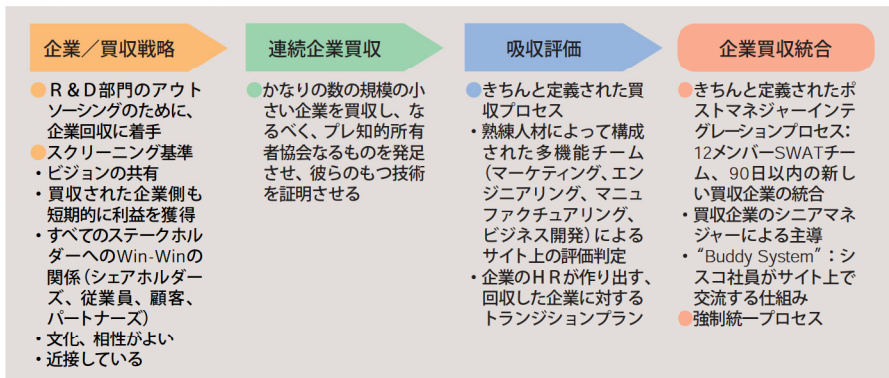 企業／買収戦略
●R＆D部門のアウト
ソーシングのために、
企業回収に着手
●スクリーニング基準
・ビジョンの共有
・買収された企業側も
短期的に利益を獲得
・すべてのステークホル
ダーへのWin-Winの
関係（シェアホルダー
ズ、従業員、顧客、
パートナーズ）
・文化、相性がよい
・近接している
連続企業買収
●かなりの数の規模の小
さい企業を買収し、な
るべく、プレ知的所有
者協会なるものを発足
させ、彼らのもつ技術
を証明させる
吸収評価
●きちんと定義された買
収プロセス
・熟練人材によって構成
された多機能チーム
（マーケティング、エン
ジニアリング、マニュ
ファクチュアリング、
ビジネス開発）による
サイト上の評価判定
・企業のＨＲが作り出す、
回収した企業に対する
トランジションプラン
企業買収統合
●きちんと定義されたポ
ストマネジャーインテ
グレーションプロセス：
12メンバーSWATチー
ム、90日以内の新し
い買収企業の統合
・買収企業のシニアマネ
ジャーによる主導
・“Buddy System”：シ
スコ社員がサイト上で
交流する仕組み
●強制統一プロセス